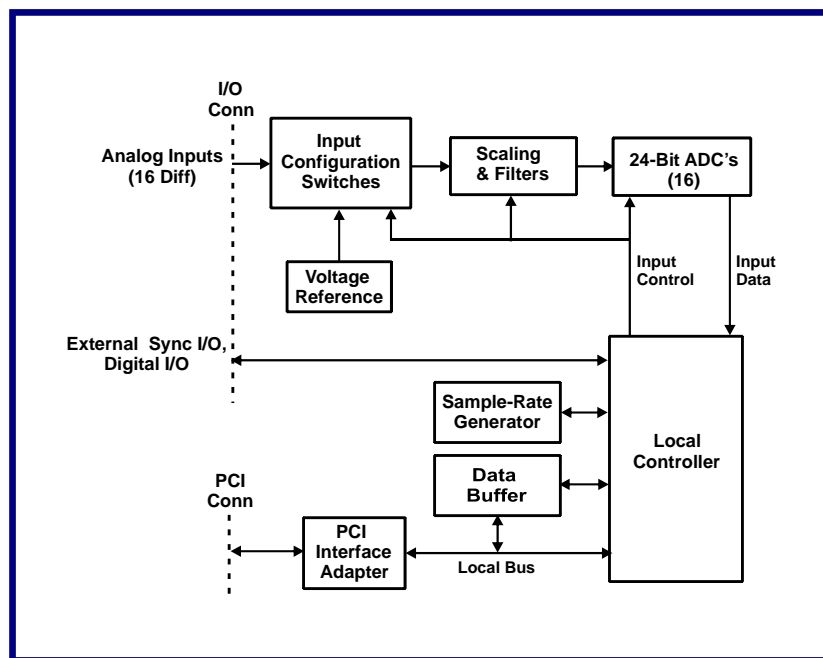 I/O
Conn
Analog Inputs
(16 Diff)
Input
Configuration
Switches
Scaling
& Filters
24-Bit ADC's
(16)
Voltage
Reference
Input
Control
Input
Data
External Sync I/O,
Digital I/O
Sample-Rate
Generator
Local
Controller
Data
Buffer
PCI
Conn
PCI
Interface
Adapter
Local Bus